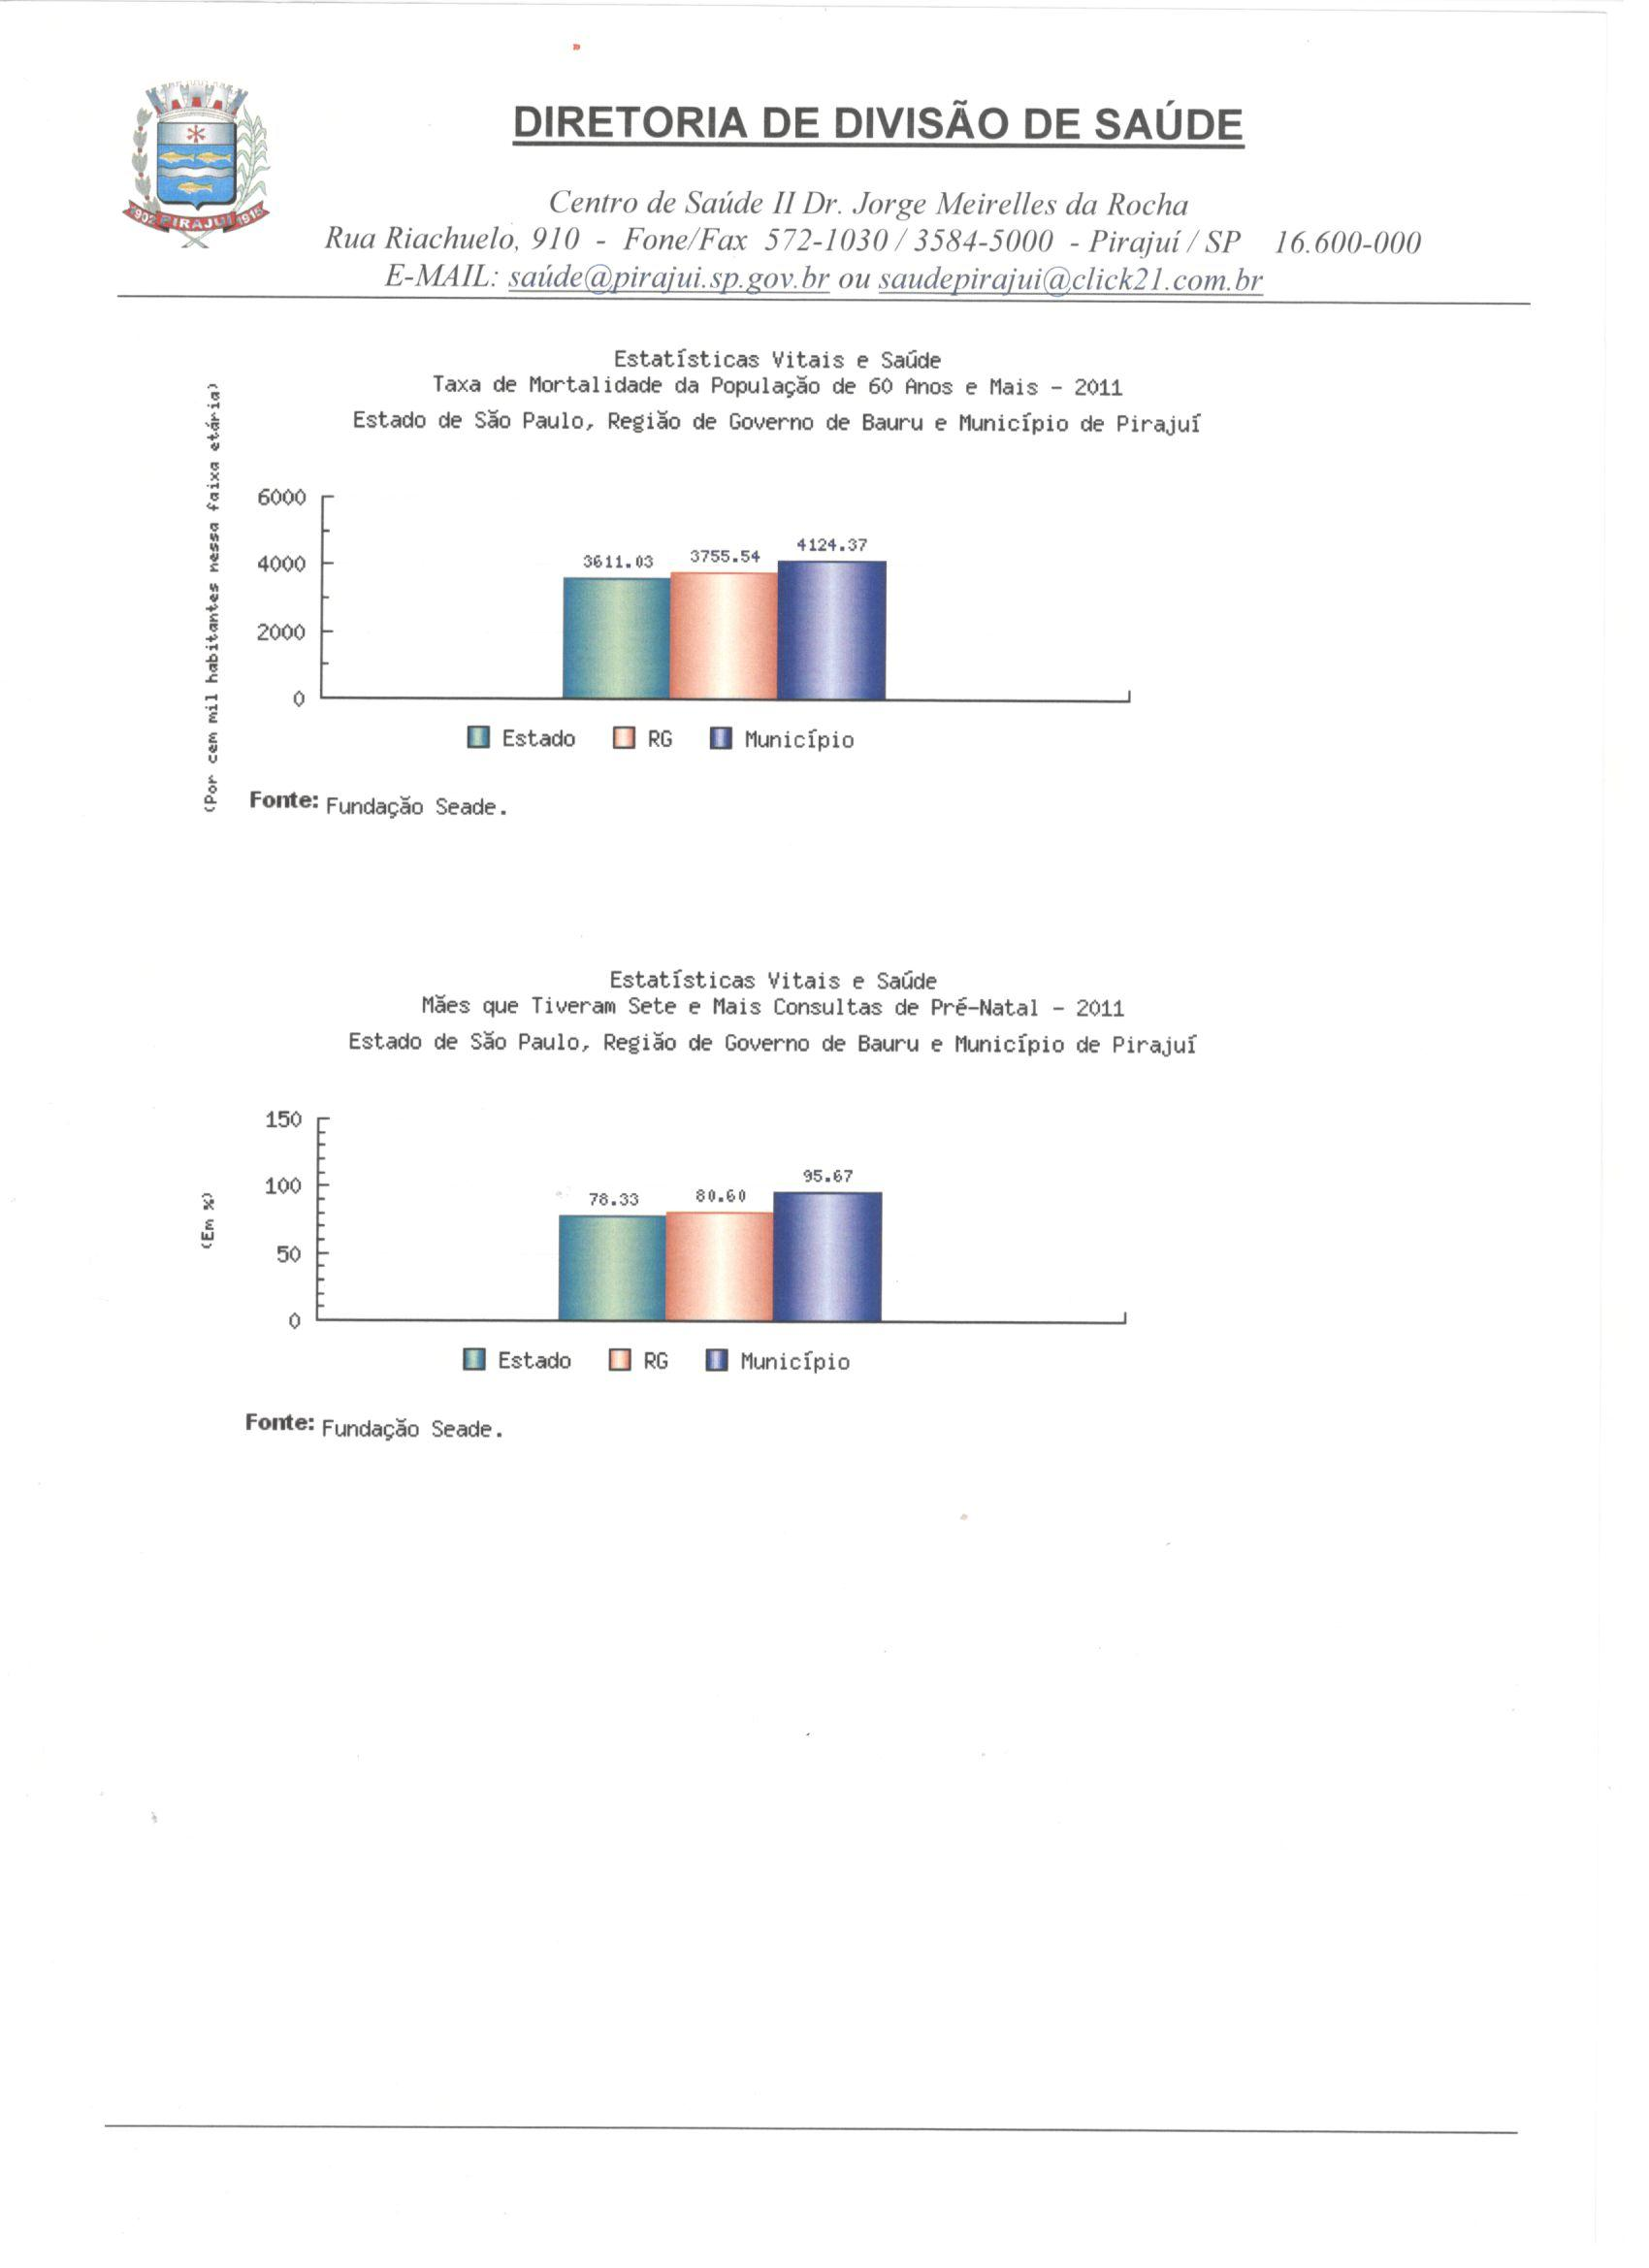 DIRETORIA DE DIVISÃO DE SAÚDE
1902 PIRAJUI 1915
Centro de Saúde II Dr. Jorge Meirelles da Rocha
Rua Riachuelo, 910 - Fone/Fax 572-1030 / 3584-5000 - Pirajuí / SP 16.600-000
E-MAIL: saúde@pirajui.sp.gov.br ou saudepirajui@click21.com.br
Estatísticas Vitais e Saúde
Taxa de Mortalidade da População de 60 Anos e Mais - 2011
Estado de São Paulo, Região de Governo de Bauru e Município de Pirajuí
(Por cem mil habitantes nessa faixa etária)
6000
4000
2000
0
3611.03 3755.54 4124.37
Estado RG Município
Fonte: Fundação Seade.
Estatísticas Vitais e Saúde
Mães que Tiveram Sete e Mais Consultas de Pré-Natal - 2011
Estado de São Paulo, Região de Governo de Bauru e Município de Pirajuí
(Em %)
150
100
50
0
78.33 80.60 95.67
Estado RG Município
Fonte: Fundação Seade.